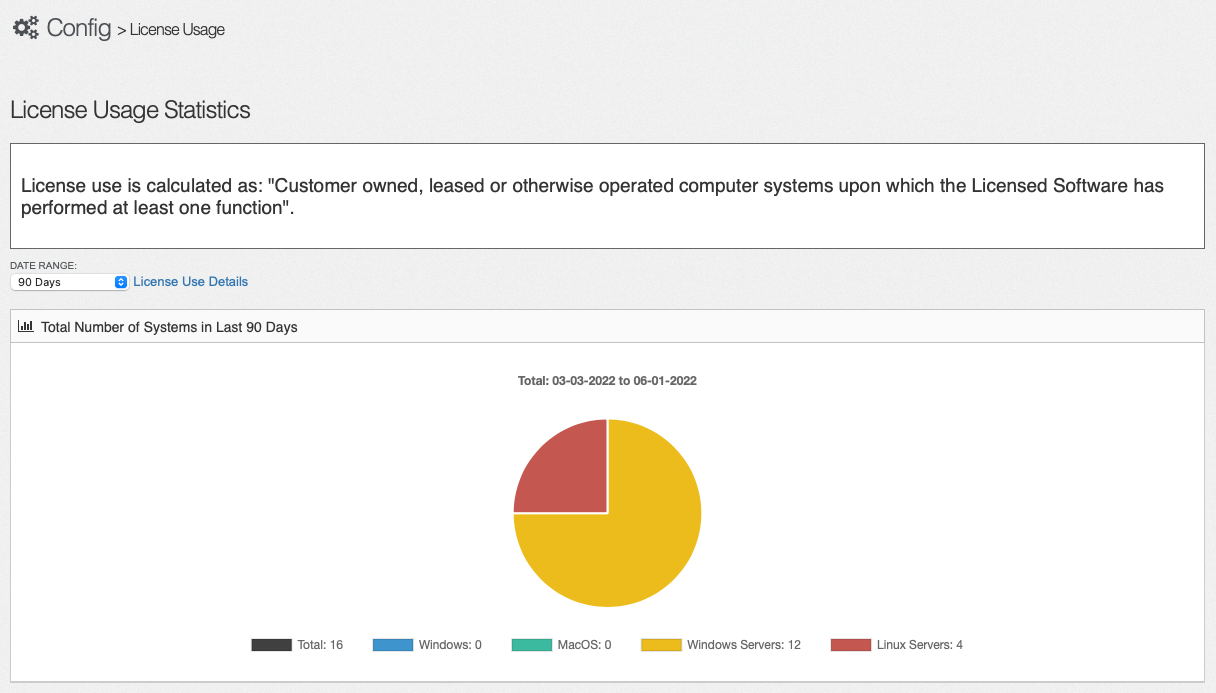 Config > License Usage
License Usage Statistics
License use is calculated as: "Customer owned, leased or otherwise operated computer systems upon which the Licensed Software has
performed at least one function".
DATE RANGE:
90 Days License Use Details
Total Number of Systems in Last 90 Days
Total: 03-03-2022 to 06-01-2022
Total: 16 Windows: 0 MacOS: 0 Windows Servers: 12 Linux Servers: 4